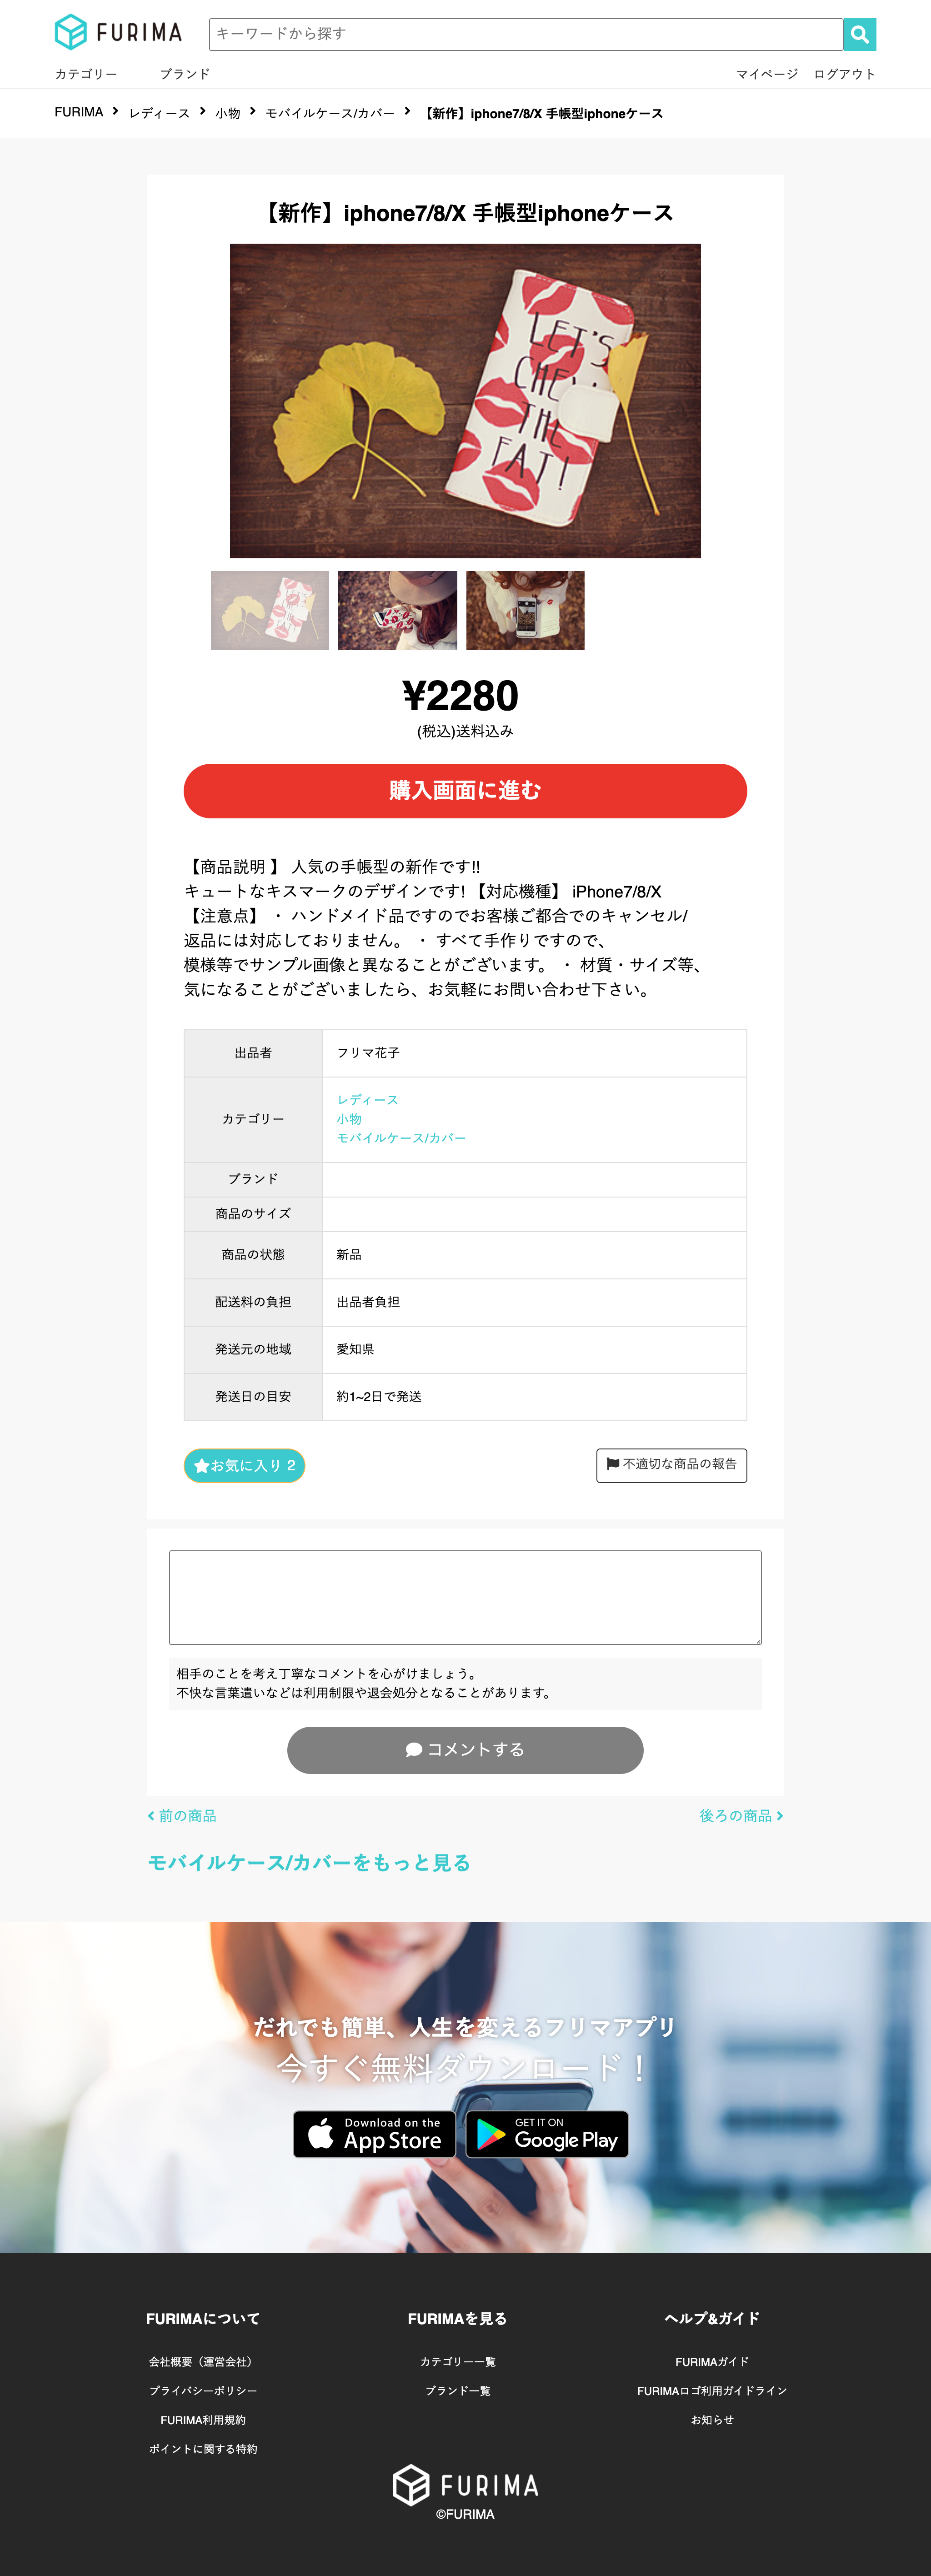 FURIMA
キーワードから探す
カテゴリー ブランド マイページ ログアウト
FURIMA レディース 小物 モバイルケース/カバー 【新作】iphone7/8/X 手帳型iphoneケース
【新作】iphone7/8/X 手帳型iphoneケース
LET'S
THE
FAT!
¥2280
(税込)送料込み
購入画面に進む
【商品説明 】 人気の手帳型の新作です!!
キュートなキスマークのデザインです! 【対応機種】 iPhone7/8/X
【注意点】 ・ ハンドメイド品ですのでお客様ご都合でのキャンセル/
返品には対応しておりません。 ・ すべて手作りですので、
模様等でサンプル画像と異なることがございます。 ・ 材質・サイズ等、
気になることがございましたら、お気軽にお問い合わせ下さい。
出品者 フリマ花子
カテゴリー
レディース
小物
モバイルケース/カバー
ブランド
商品のサイズ
商品の状態 新品
配送料の負担 出品者負担
発送元の地域 愛知県
発送日の目安 約1~2日で発送
お気に入り 2 不適切な商品の報告
相手のことを考え丁寧なコメントを心がけましょう。
不快な言葉遣いなどは利用制限や退会処分となることがあります。
コメントする
前の商品 後ろの商品
モバイルケース/カバーをもっと見る
だれでも簡単、人生を変えるフリマアプリ
今すぐ無料ダウンロード！
Download on the
App Store
GET IT ON
Google Play
FURIMAについて FURIMAを見る ヘルプ&ガイド
会社概要（運営会社） カテゴリー一覧 FURIMAガイド
プライバシーポリシー ブランド一覧 FURIMAロゴ利用ガイドライン
FURIMA利用規約 お知らせ
ポイントに関する特約
FURIMA
©FURIMA